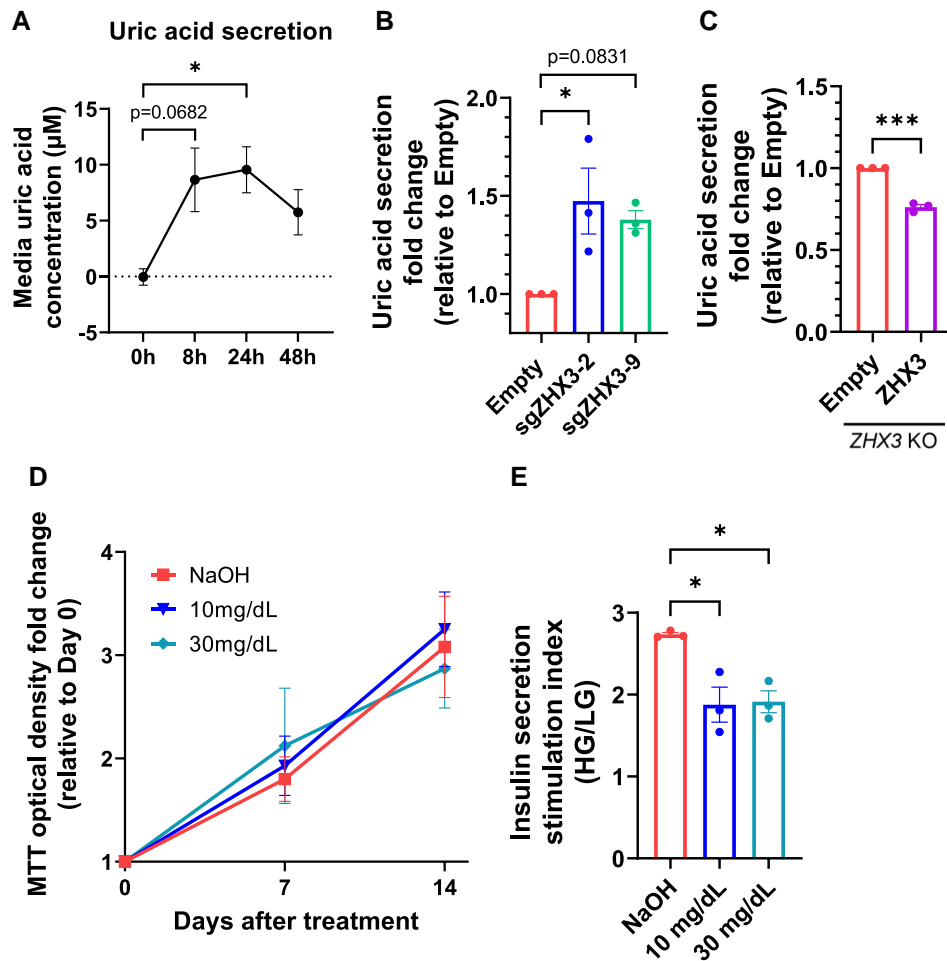 A
Uric acid secretion
*
p=0.0682
Media uric acid
concentration (µM)
15
10
5
0
-5
0h 8h 24h 48h
B
p=0.0831
*
Uric acid secretion
fold change
(relative to Empty)
2.0
1.5
1.0
Empty
sgZHX3-2
sgZHX3-9
C
***
Uric acid secretion
fold change
(relative to Empty)
1.5
1.0
0.5
0.0
Empty
ZHX3
ZHX3 KO
D
MTT optical density fold change
(relative to Day 0)
4
3
2
1
NaOH
10mg/dL
30mg/dL
0 7 14
Days after treatment
E
*
*
Insulin secretion
stimulation index
(HG/LG)
3
2
1
0
NaOH
10 mg/dL
30 mg/dL